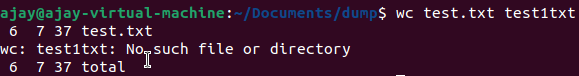 ajay@ajay-virtual-machine:~/Documents/dump$ wc test.txt test1txt
 6  7 37 test.txt
wc: test1txt: No such file or directory
 6  7 37 total